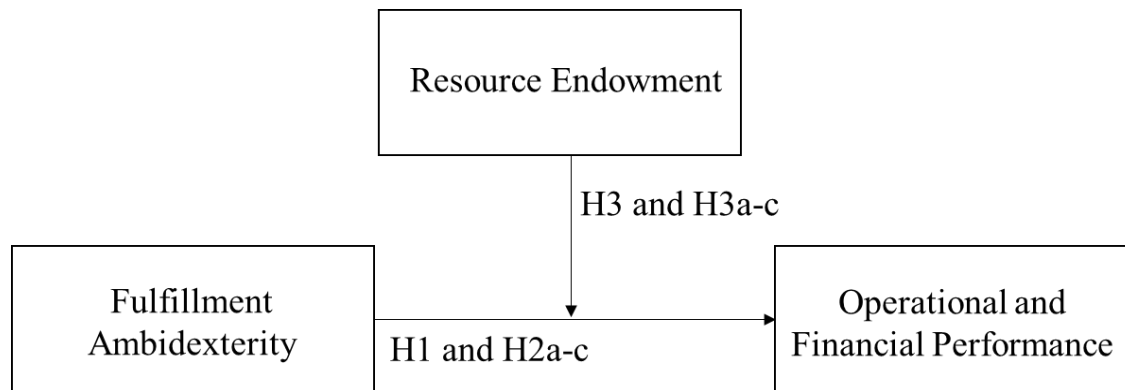 Resource Endowment
H3 and H3a-c
Fulfillment
Ambidexterity
H1 and H2a-c
Operational and
Financial Performance